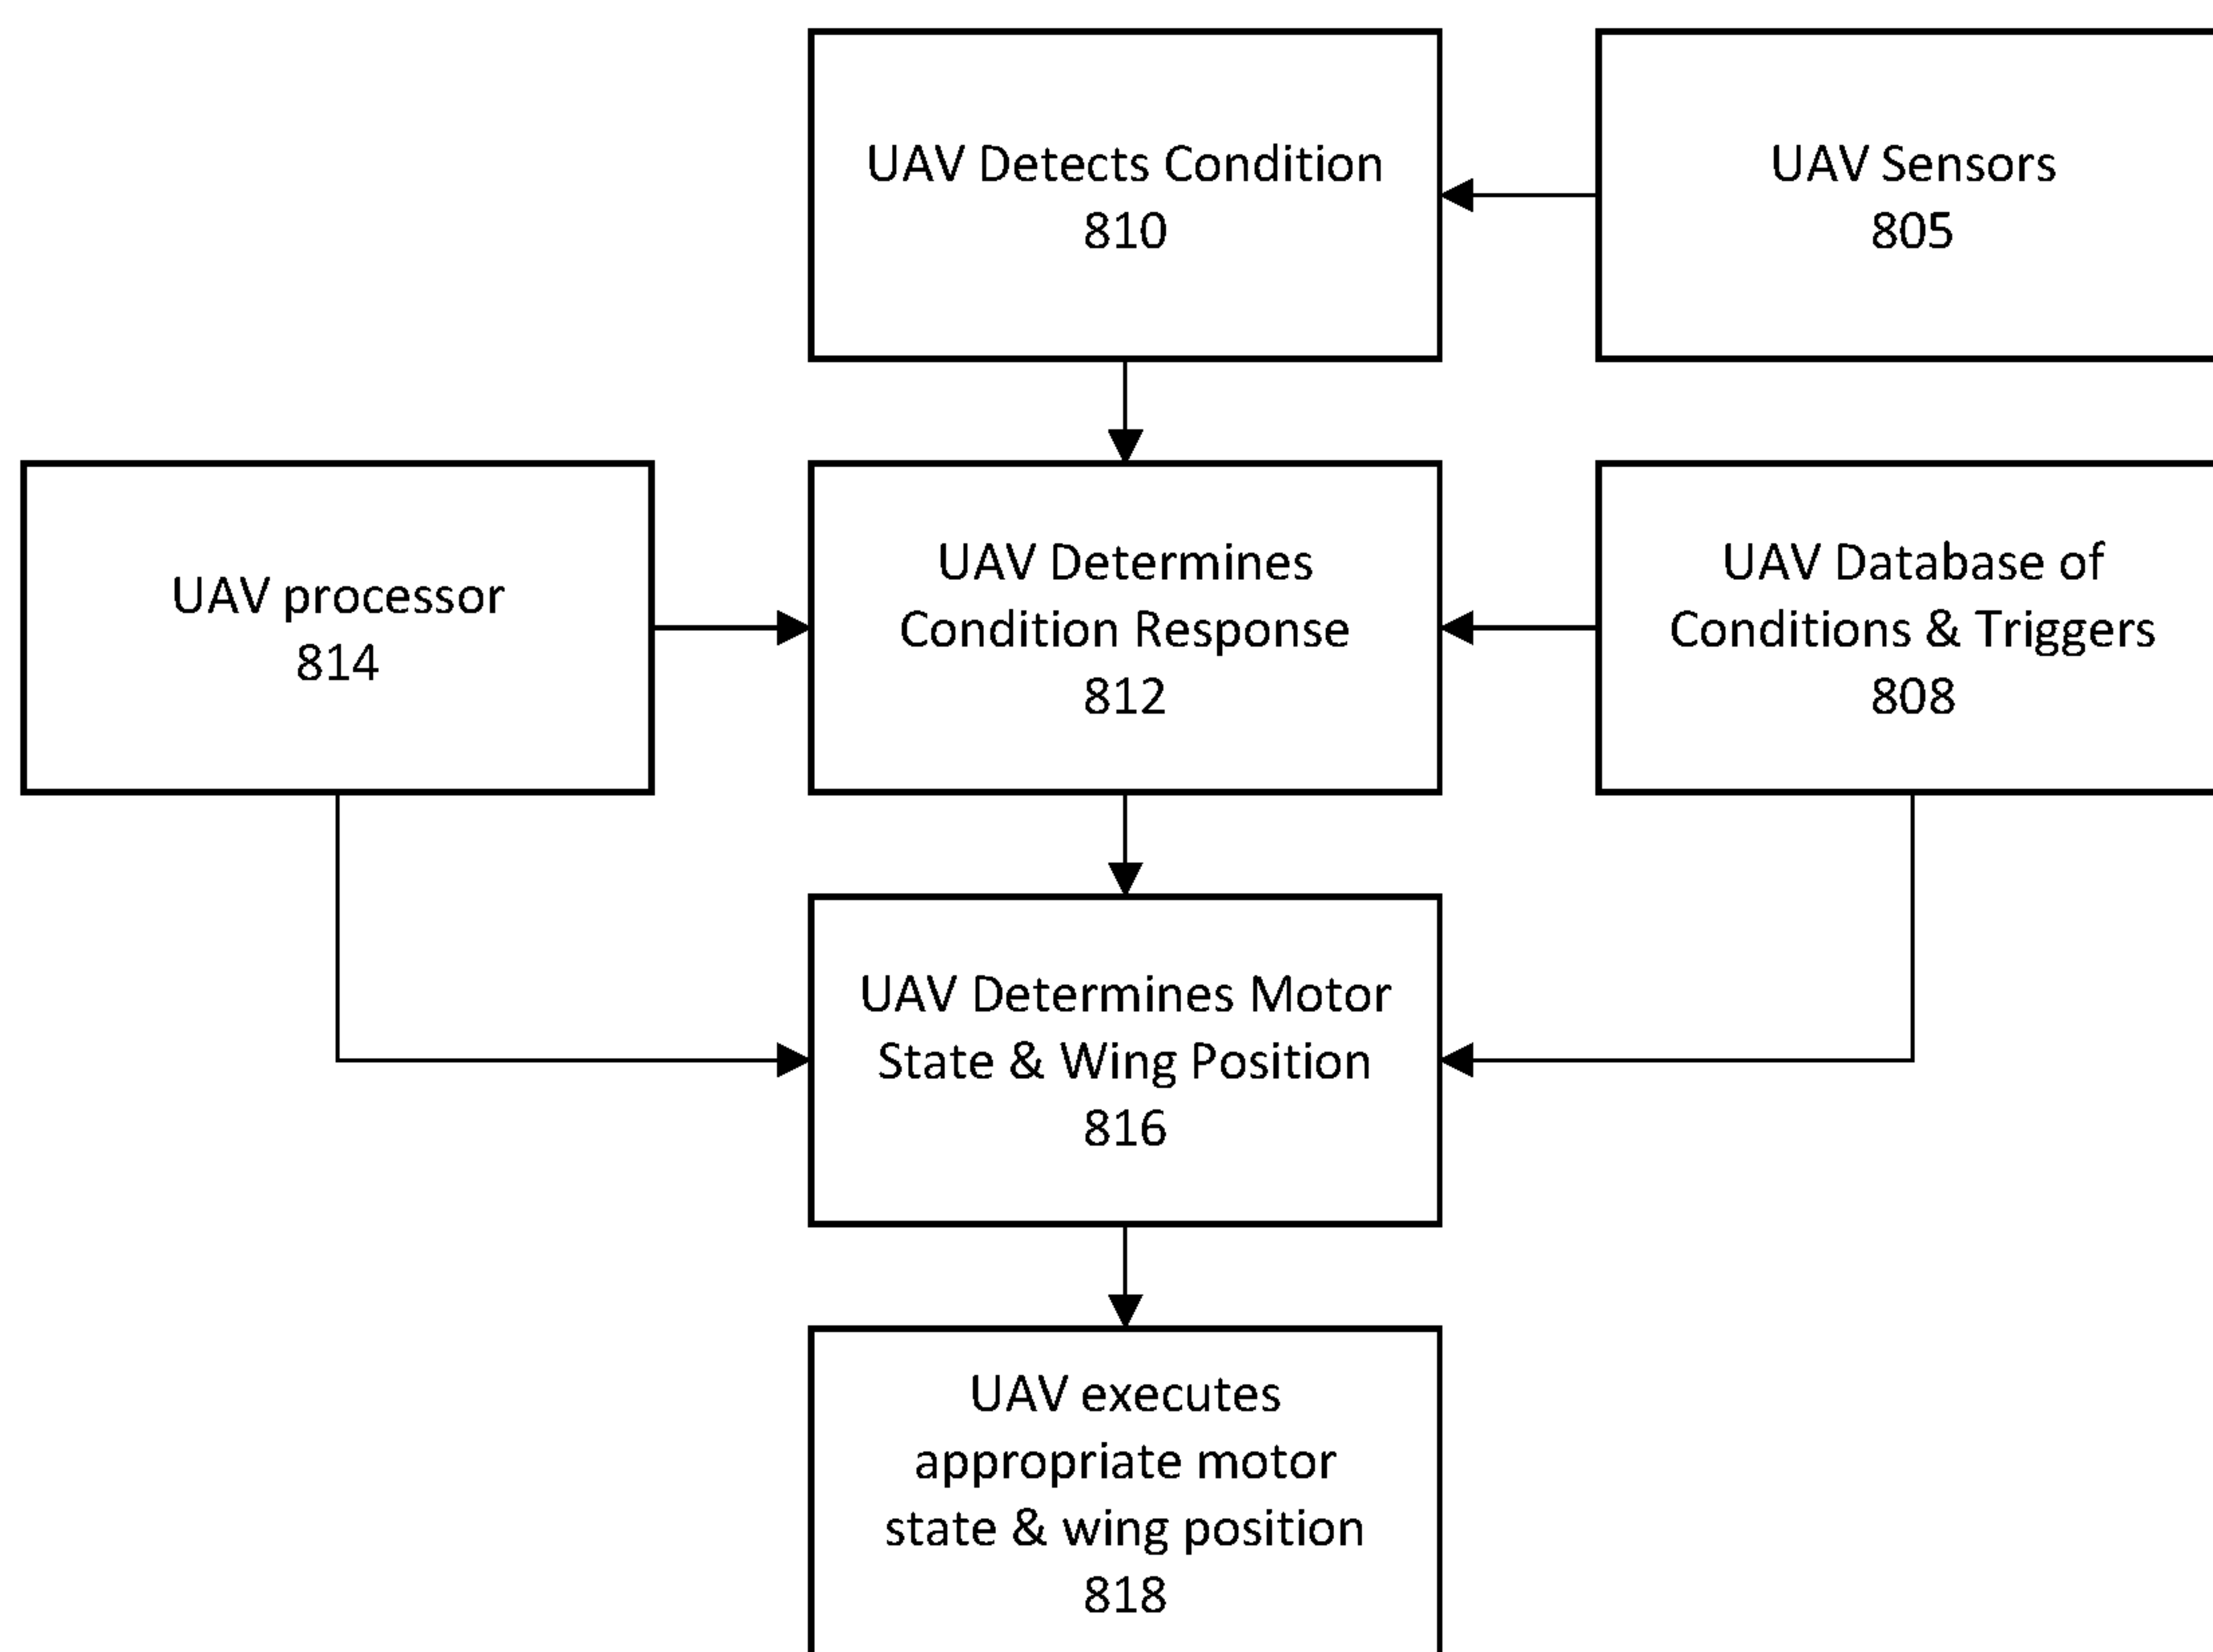 UAV Detects Condition
810
UAV Sensors
805
UAV processor
814
UAV Determines
Condition Response
812
UAV Database of
Conditions & Triggers
808
UAV Determines Motor
State & Wing Position
816
UAV executes
appropriate motor
state & wing position
818